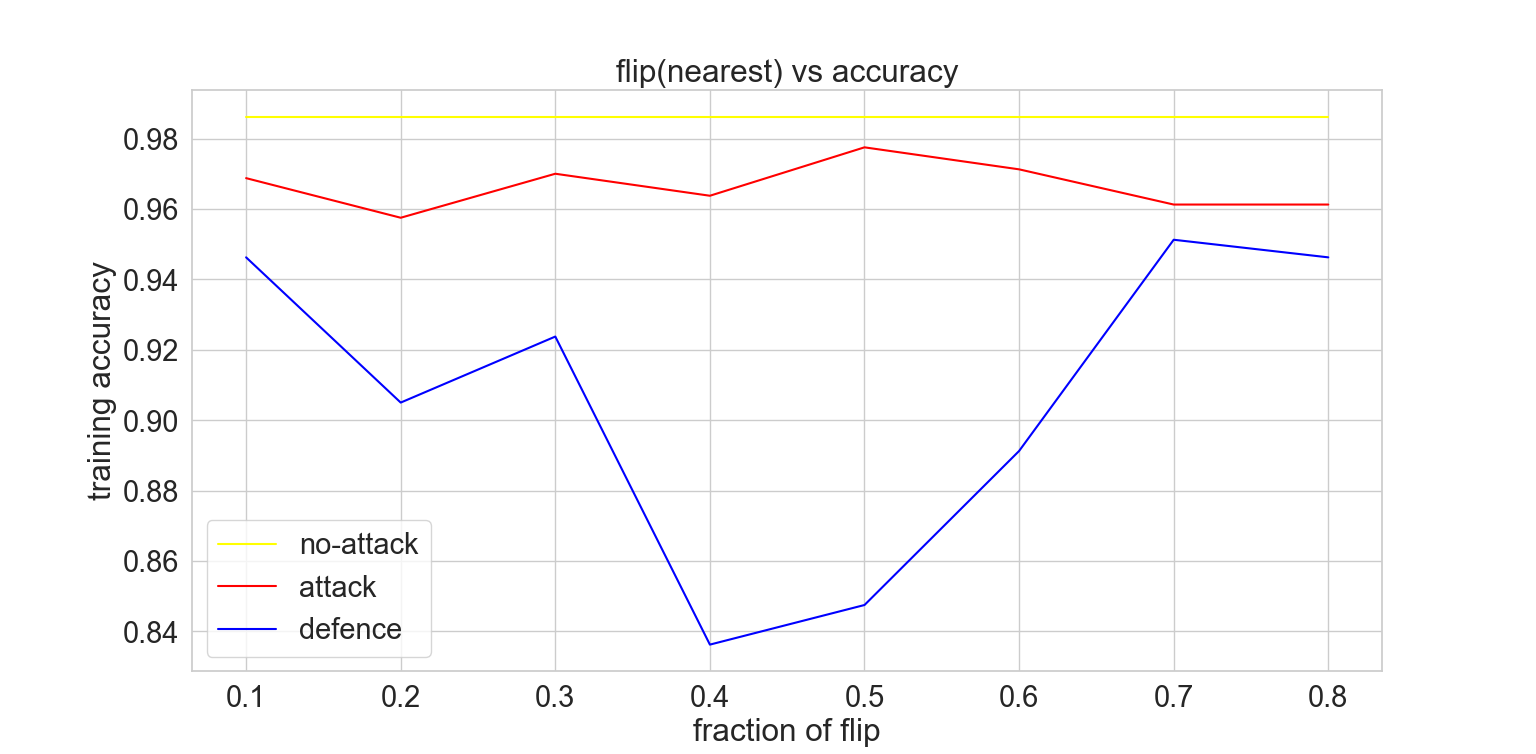 flip(nearest) vs accuracy
training accuracy
0.98
0.96
0.94
0.92
0.90
0.88
0.86
0.84
no-attack
attack
defence
0.1 0.2 0.3 0.4 0.5 0.6 0.7 0.8
fraction of flip